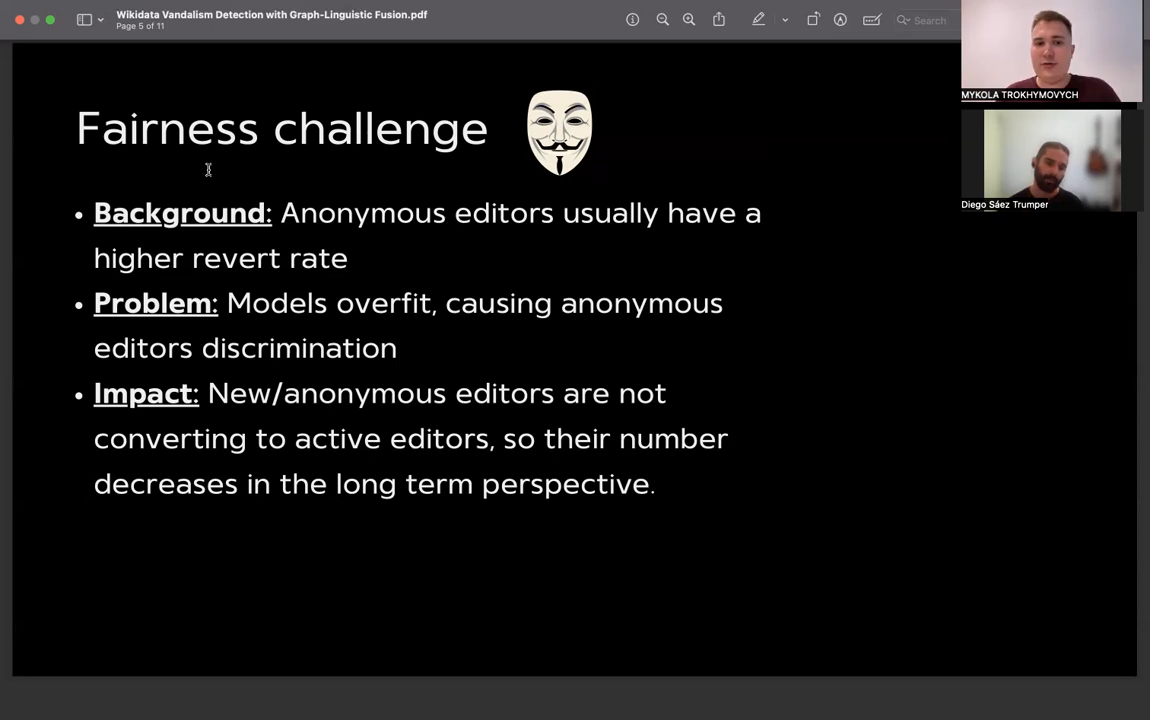 Wikidata Vandalism Detection with Graph-Linguistic Fusion.pdf
Page 5 of 11
Search
MYKOLA TROKHYMOVYCH
Diego Sáez Trumper
Fairness challenge
• Background: Anonymous editors usually have a
higher revert rate
• Problem: Models overfit, causing anonymous
editors discrimination
• Impact: New/anonymous editors are not
converting to active editors, so their number
decreases in the long term perspective.